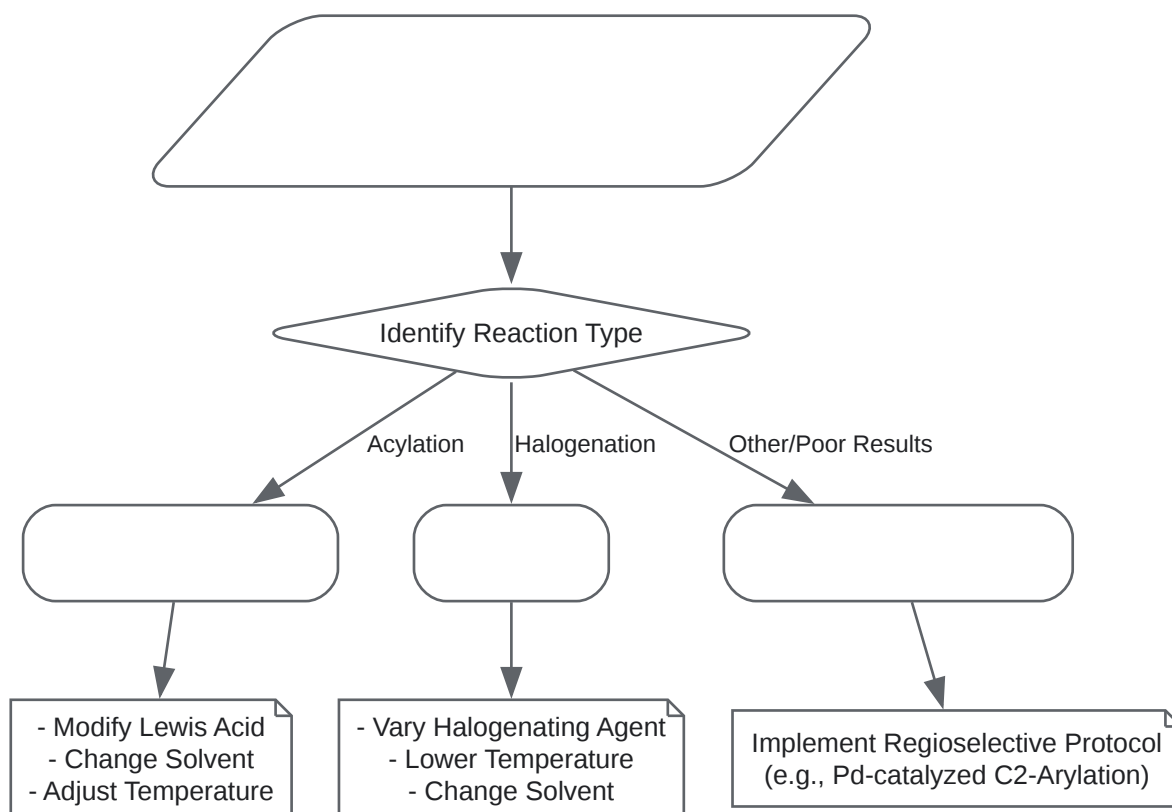 Identify Reaction Type
Acylation
Halogenation
Other/Poor Results
- Modify Lewis Acid
- Change Solvent
- Adjust Temperature
- Vary Halogenating Agent
- Lower Temperature
- Change Solvent
Implement Regioselective Protocol
(e.g., Pd-catalyzed C2-Arylation)